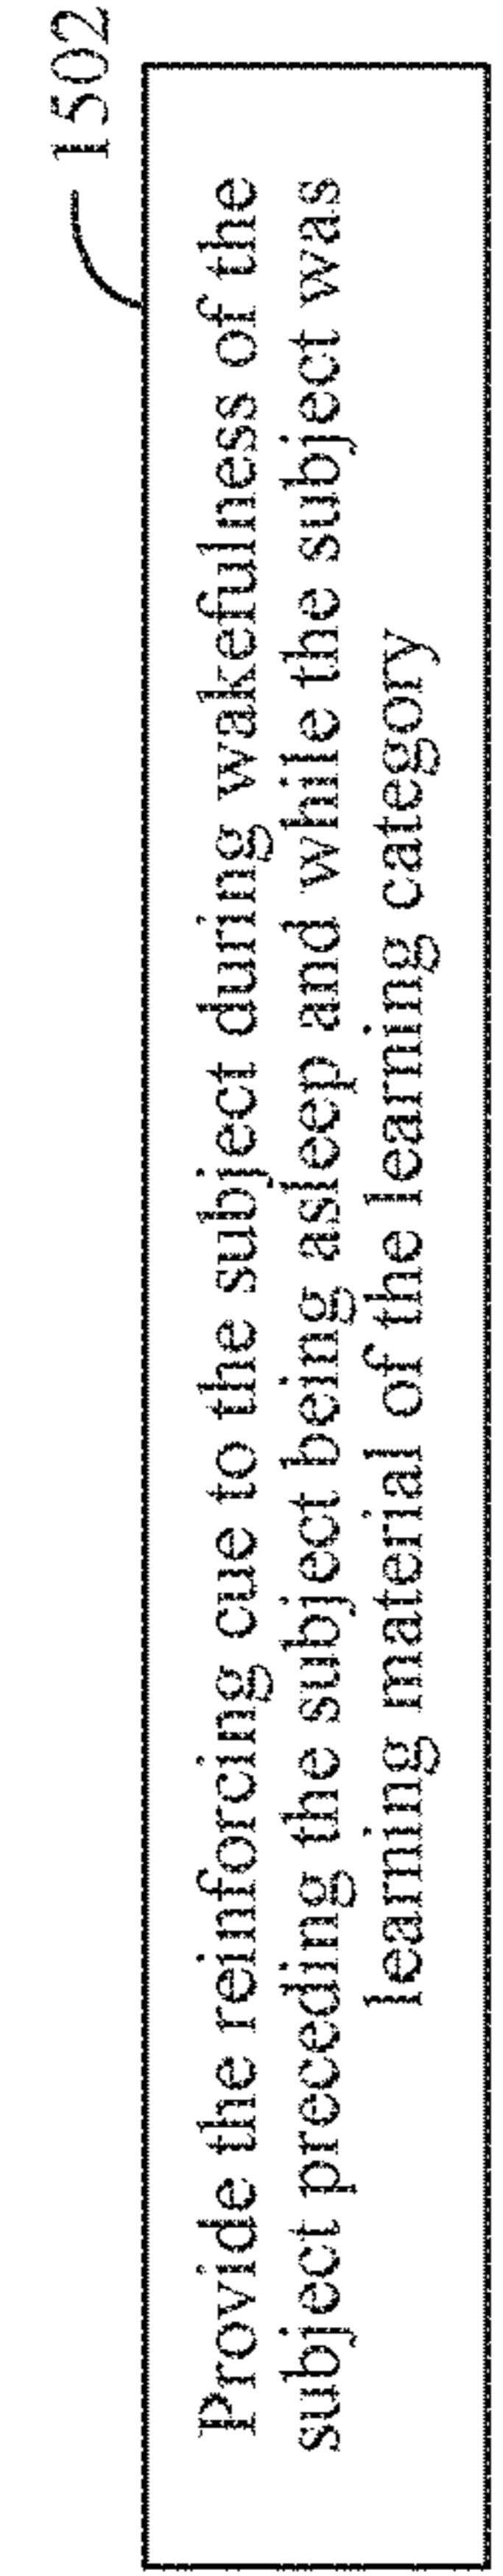 1502
Provide the reinforcing cue to the subject during wakefulness of the
subject preceding the subject being asleep and while the subject was
learning material of the learning category